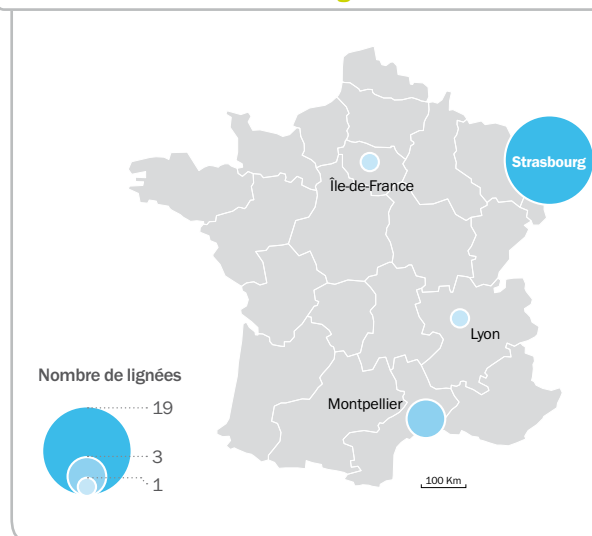 Strasbourg
Île-de-France
Lyon
Nombre de lignées
Montpellier
19
3
1
100 Km